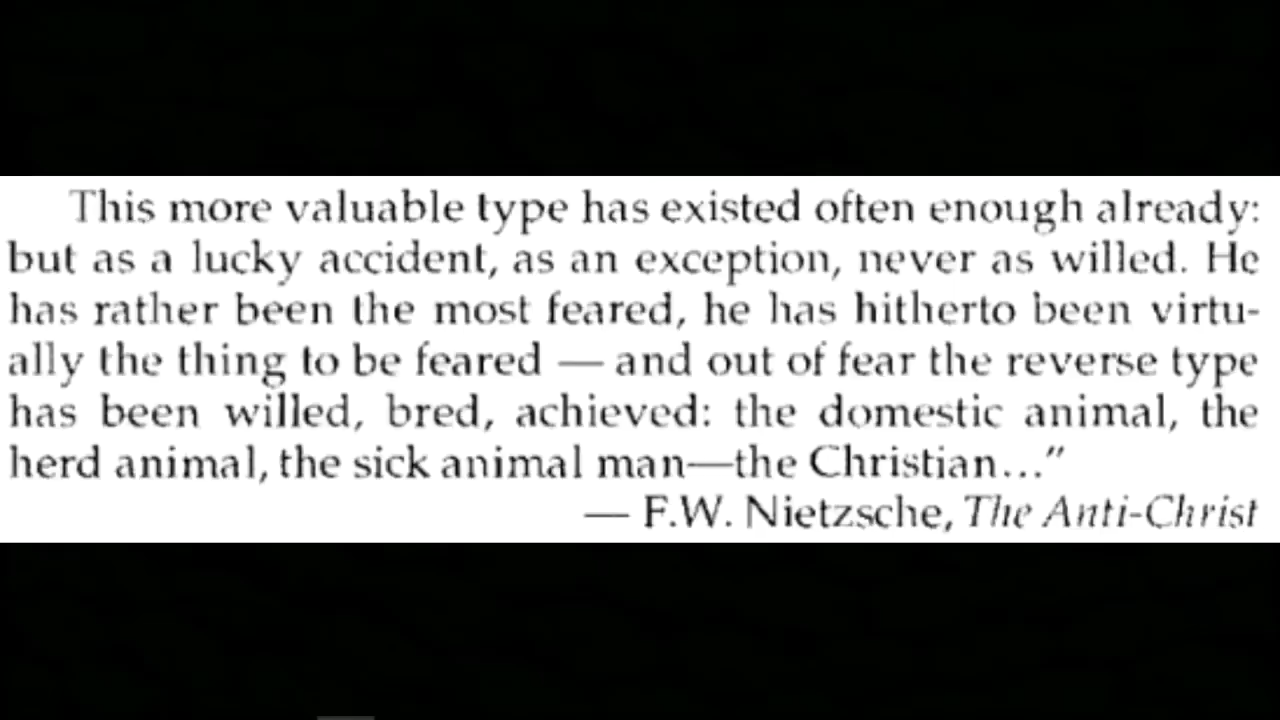 This more valuable type has existed often enough already:
but as a lucky accident, as an exception, never as willed. He
has rather been the most feared, he has hitherto been virtu-
ally the thing to be feared — and out of fear the reverse type
has been willed, bred, achieved: the domestic animal, the
herd animal, the sick animal man—the Christian..."
— F.W. Nietzsche, The Anti-Christ